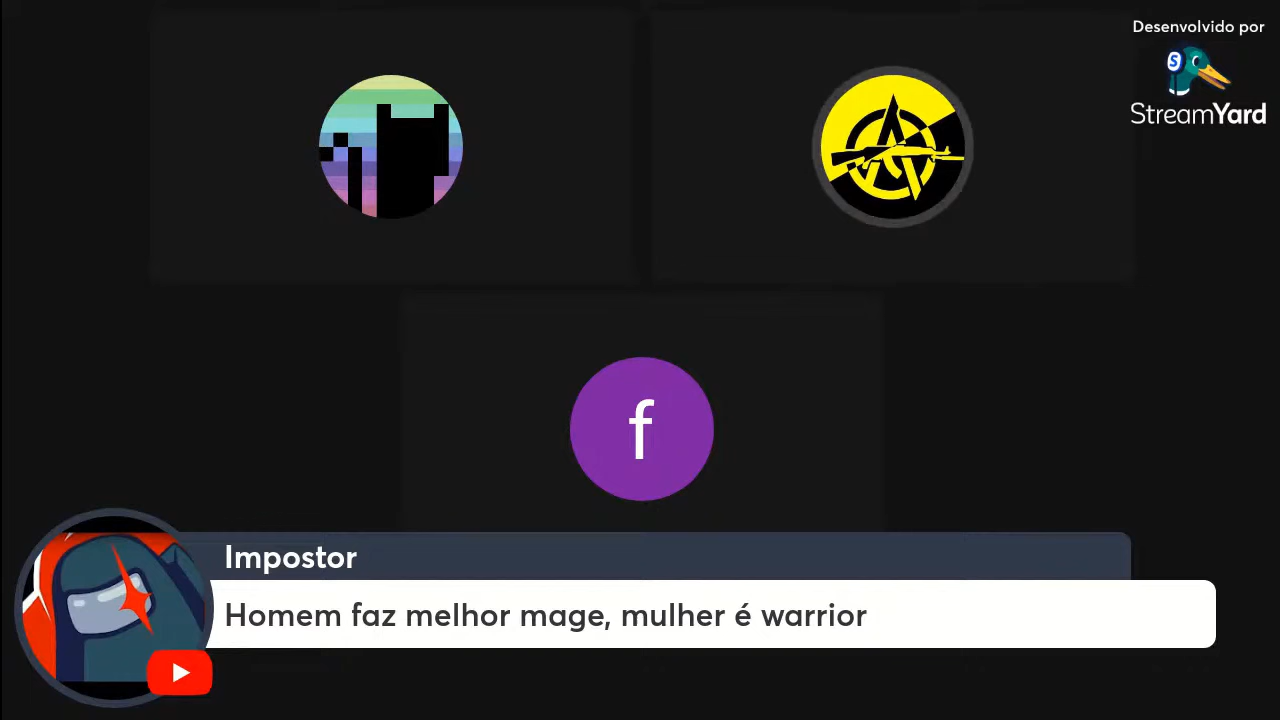 Desenvolvido por
S
StreamYard
f
Impostor
Homem faz melhor mage, mulher é warrior